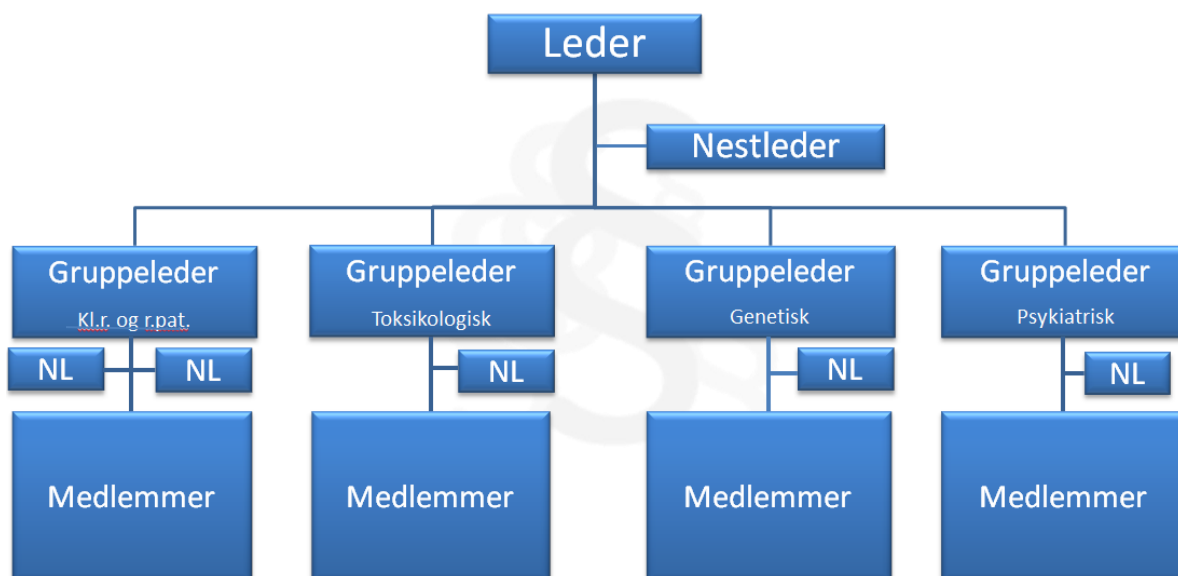 Leder
Nestleder
Gruppeleder
Kl.r. og r.pat.
Gruppeleder
Toksikologisk
Gruppeleder
Genetisk
Gruppeleder
Psykiatrisk
NL
NL
NL
NL
NL
Medlemmer
Medlemmer
Medlemmer
Medlemmer